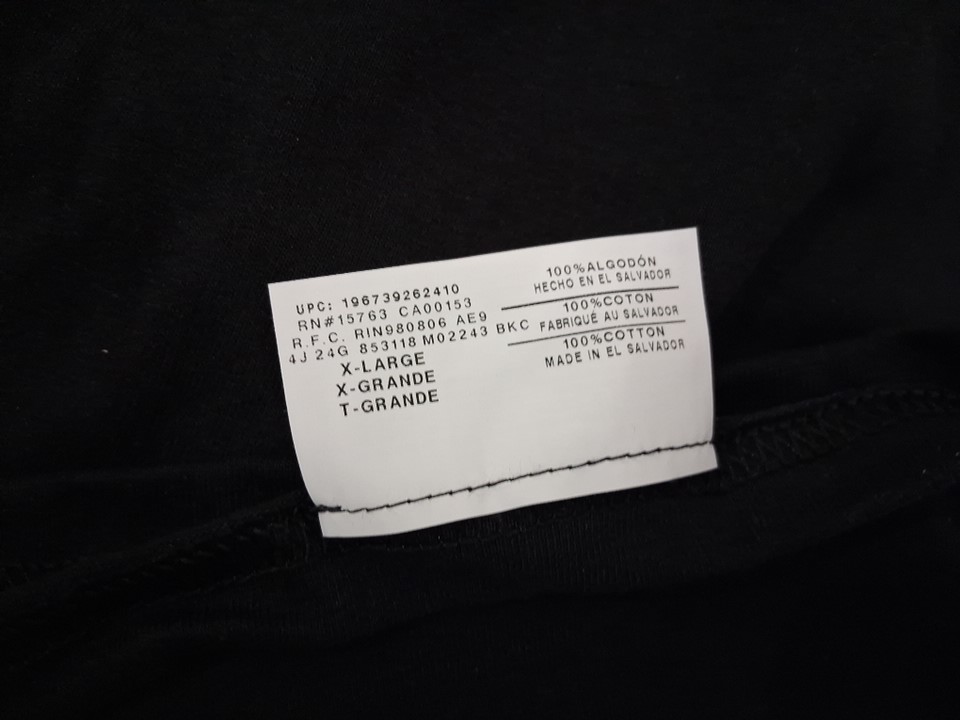 UPC: 196739262410
RN#15763 CA00153
R.F.C. RIN980806 AE9
4J 24G 853118 M02243 BKC
X-LARGE
X-GRANDE
T-GRANDE
100%ALGODÓN
HECHO EN EL SALVADOR
100%COTON
FABRIQUÉ AU SALVADOR
100%COTTON
MADE IN EL SALVADOR